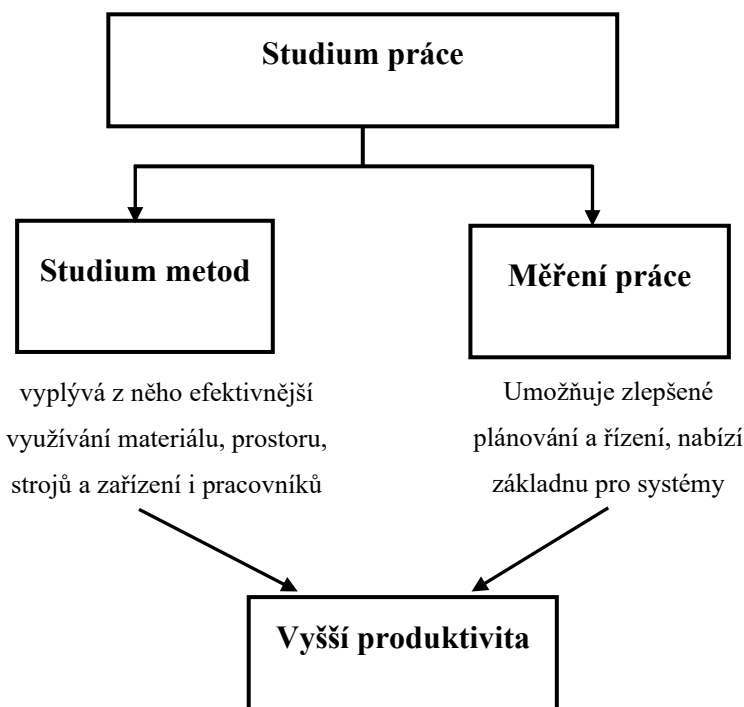 Studium práce
Studium metod
Měření práce
vyplývá z něho efektivnější
využívání materiálu, prostoru,
strojů a zařízení i pracovníků
Umožňuje zlepšené
plánování a řízení, nabízí
základnu pro systémy
Vyšší produktivita